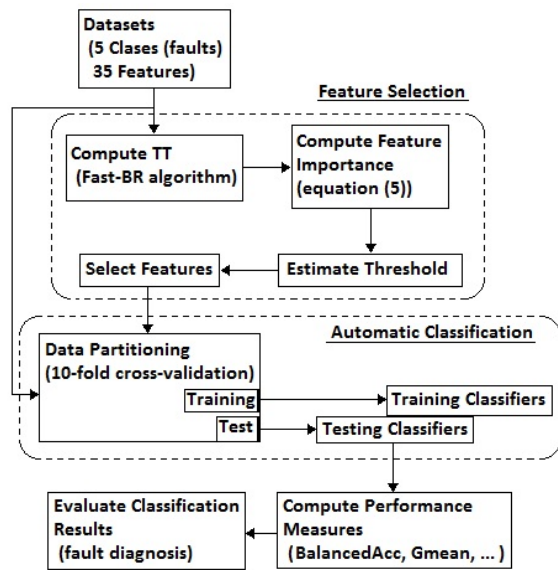 Datasets
(5 Clases (faults)
35 Features)
Feature Selection
Compute TT
(Fast-BR algorithm)
Compute Feature
Importance
(equation (5))
Select Features
Estimate Threshold
Automatic Classification
Data Partitioning
(10-fold cross-validation)
Training
Training Classifiers
Test
Testing Classifiers
Evaluate Classification
Results
(fault diagnosis)
Compute Performance
Measures
(BalancedAcc, Gmean, ... )